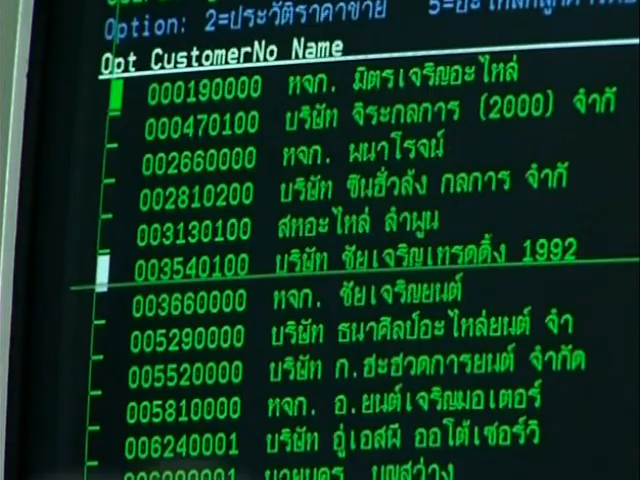 Option: 2=ประวัติราคาขาย
Opt CustomerNo Name
000190000 หจก. มิตรเจริญอะไหล่
000470100 บริษัท จิระกลการ (2000) จำกั
002660000 หจก. พนาโรจน์
002810200 บริษัท ซินฮั่วลัง กลการ จำกั
003130100 สหอะไหล่ ลำพูน
003540100 บริษัท ชัยเจริญเทรดดิ้ง 1992
003660000 หจก. ชัยเจริญยนต์
005290000 บริษัท ธนาศิลป์อะไหล่ยนต์ จำ
005520000 บริษัท ก.ฮะฮวดการยนต์ จำกัด
005810000 หจก. อ.ยนต์เจริญมอเตอร์
006240001 บริษัท อู่เอสพี ออโต้เซอร์วิ